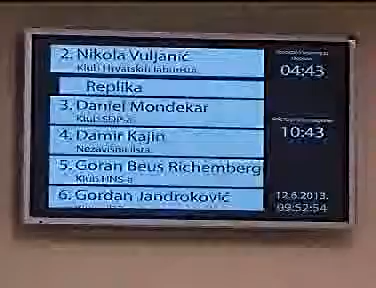 2. Nikola Vuljanić
Klub Hrvatskih laburista
04:43
Replika
3. Daniel Mondekar
Klub SDP-a
10:43
4. Damir Kajin
Nezavisna lista
5. Goran Beus Richemberg
Klub HNS-a
6. Gordan Jandroković
12.6.2013.
09:52:54